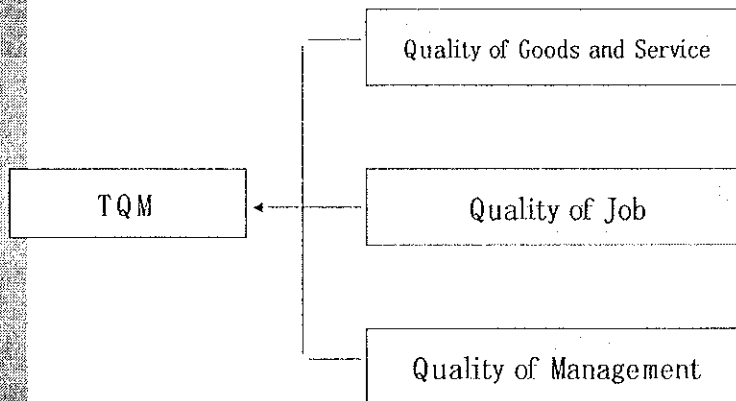 Quality of Goods and Service
TQM
Quality of Job
Quality of Management